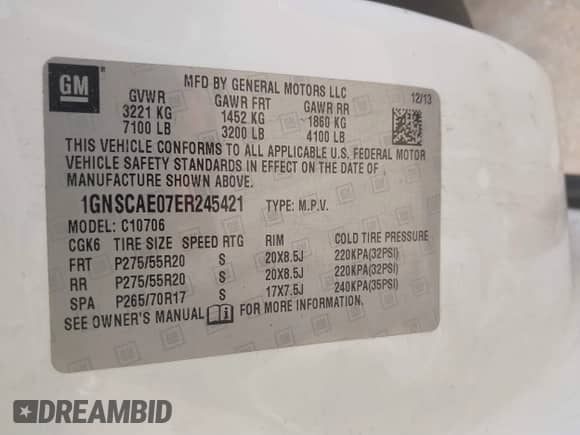 GM
MFD BY GENERAL MOTORS LLC
12/13
GVWR GAWR FRT GAWR RR
3221 KG 1452 KG 1860 KG
7100 LB 3200 LB 4100 LB
THIS VEHICLE CONFORMS TO ALL APPLICABLE U.S. FEDERAL MOTOR
VEHICLE SAFETY STANDARDS IN EFFECT ON THE DATE OF
MANUFACTURE SHOWN ABOVE.
1GNSCAE07ER245421 TYPE: M.P.V.
MODEL: C10706
CGK6 TIRE SIZE SPEED RTG RIM COLD TIRE PRESSURE
FRT P275/55R20 S 20X8.5J 220KPA(32PSI)
RR P275/55R20 S 20X8.5J 220KPA(32PSI)
SPA P265/70R17 S 17X7.5J 240KPA(35PSI)
SEE OWNER'S MANUAL FOR MORE INFORMATION.
DREAMBID